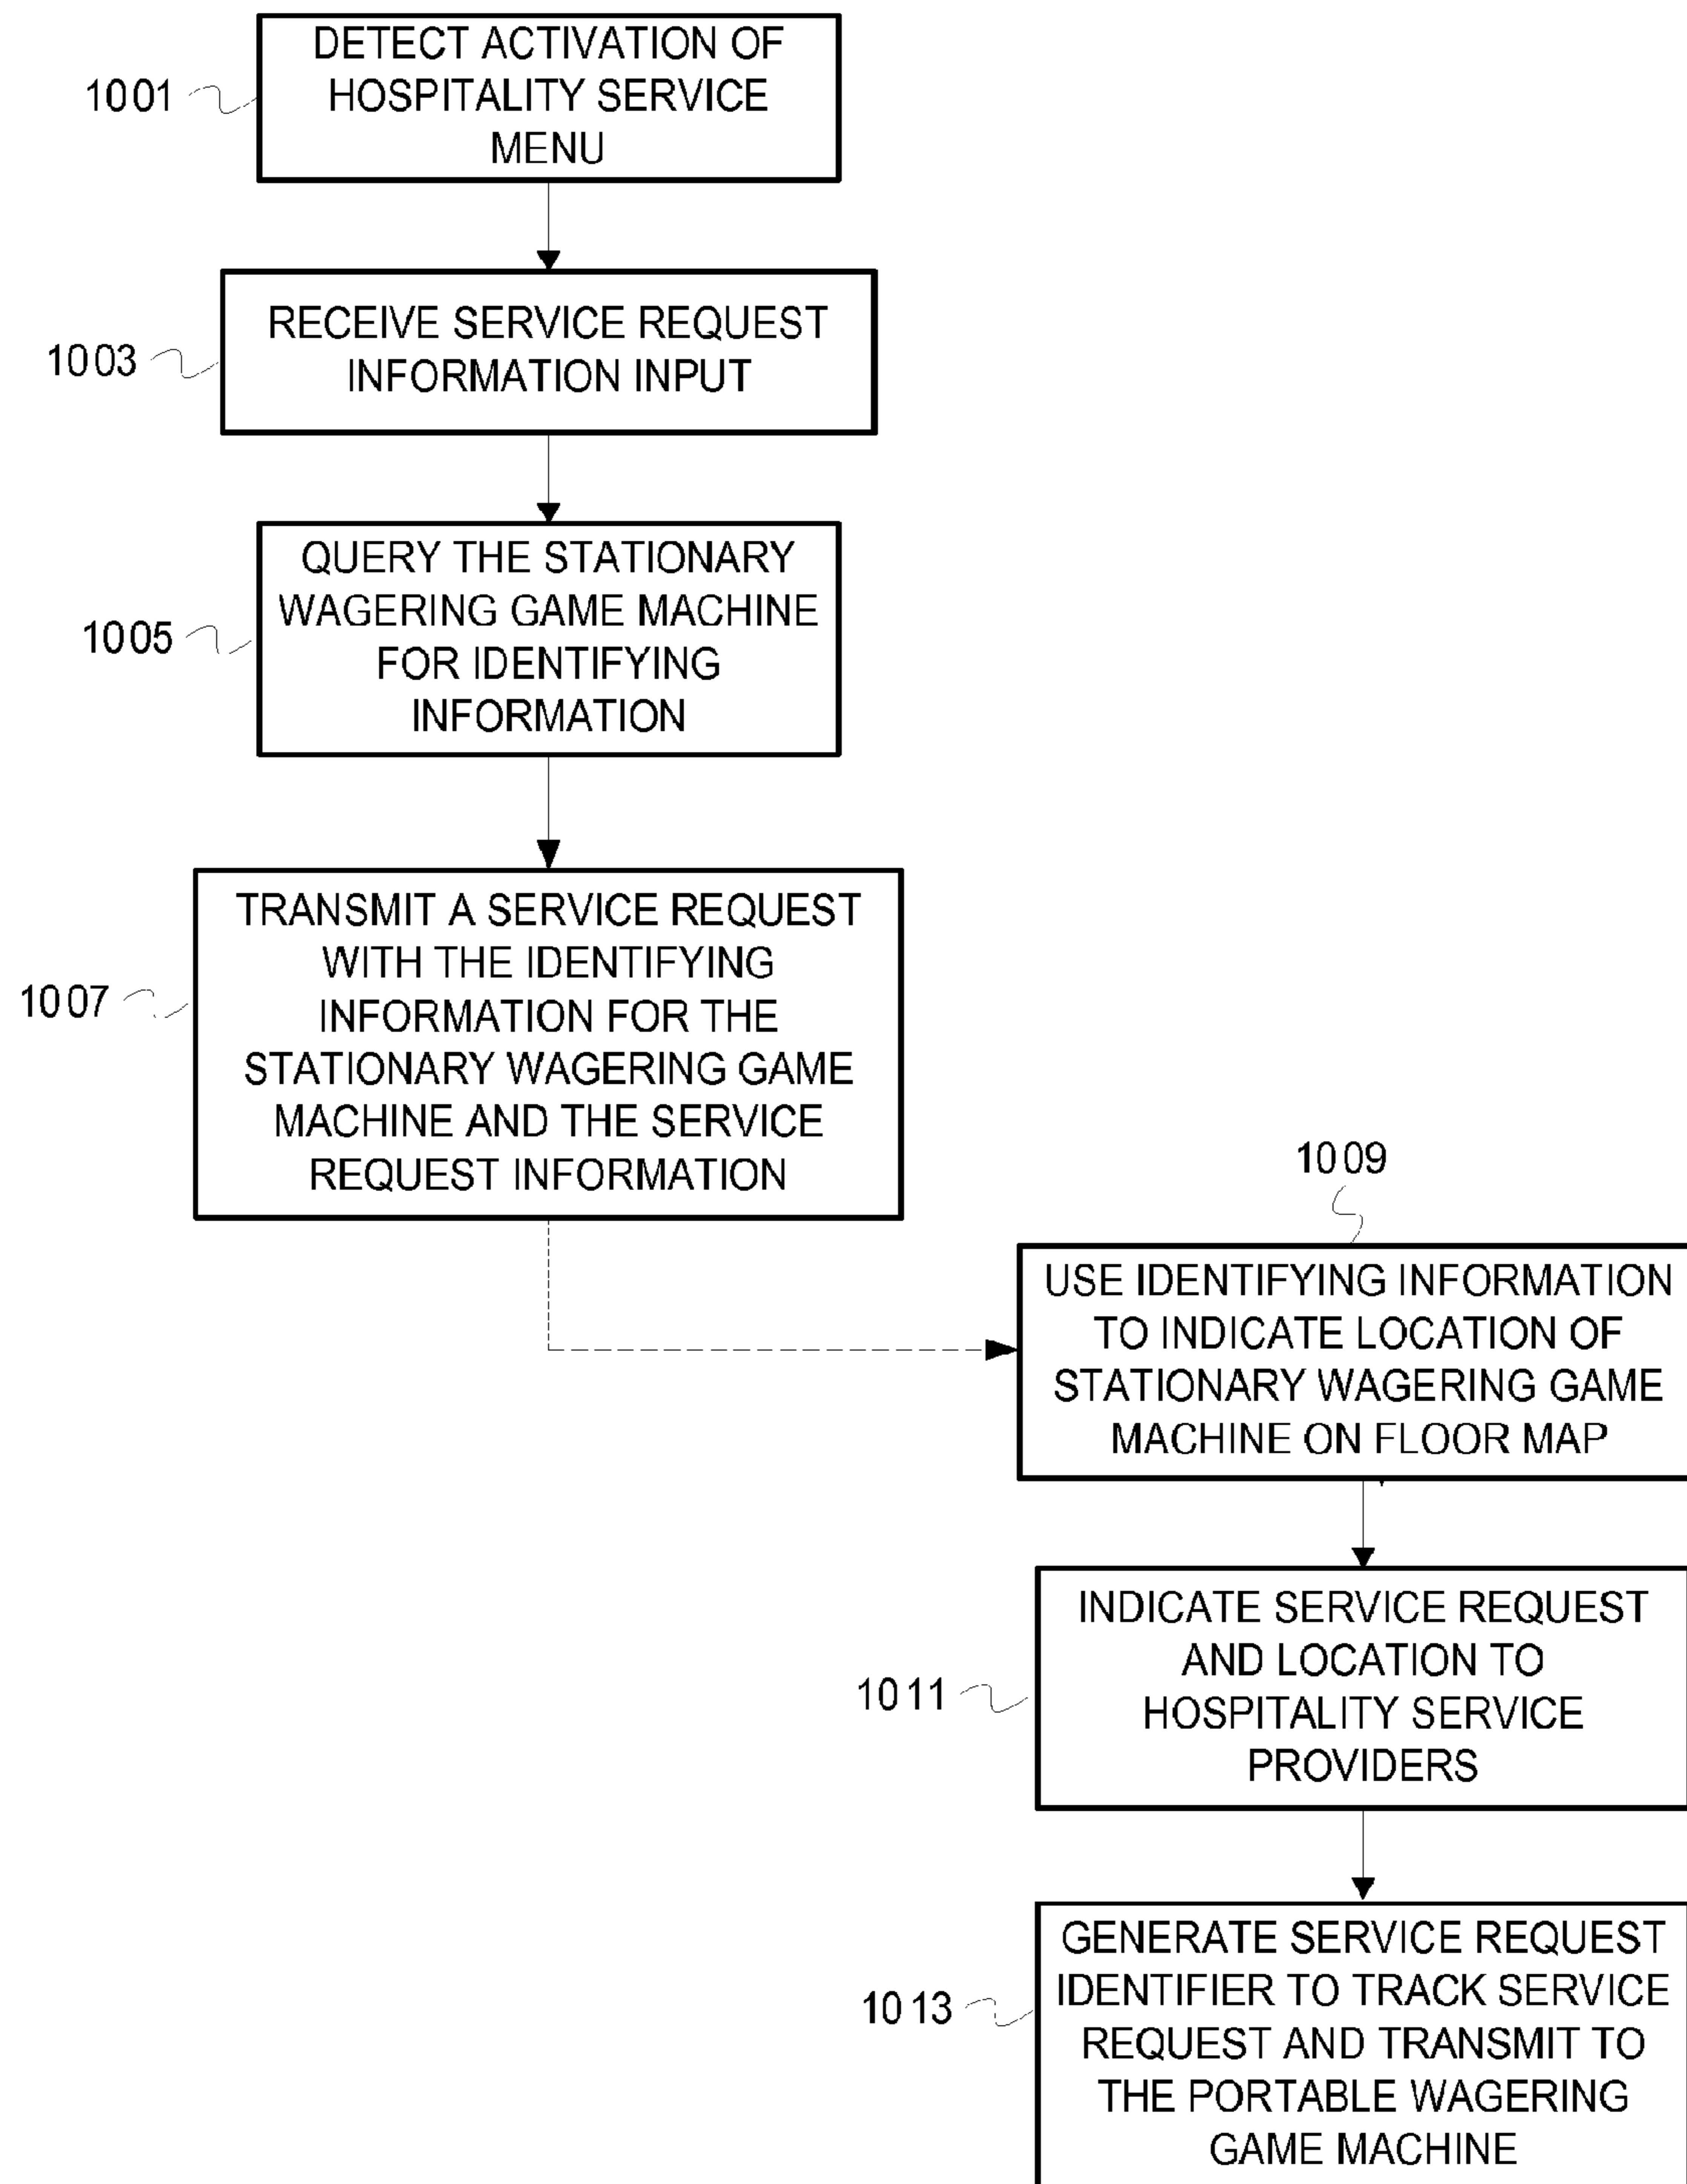 DETECT ACTIVATION OF
HOSPITALITY SERVICE
MENU
1001
RECEIVE SERVICE REQUEST
INFORMATION INPUT
1003
QUERY THE STATIONARY
WAGERING GAME MACHINE
FOR IDENTIFYING
INFORMATION
1005
TRANSMIT A SERVICE REQUEST
WITH THE IDENTIFYING
INFORMATION FOR THE
STATIONARY WAGERING GAME
MACHINE AND THE SERVICE
REQUEST INFORMATION
1007
1009
USE IDENTIFYING INFORMATION
TO INDICATE LOCATION OF
STATIONARY WAGERING GAME
MACHINE ON FLOOR MAP
INDICATE SERVICE REQUEST
AND LOCATION TO
HOSPITALITY SERVICE
PROVIDERS
1011
GENERATE SERVICE REQUEST
IDENTIFIER TO TRACK SERVICE
REQUEST AND TRANSMIT TO
THE PORTABLE WAGERING
GAME MACHINE
1013